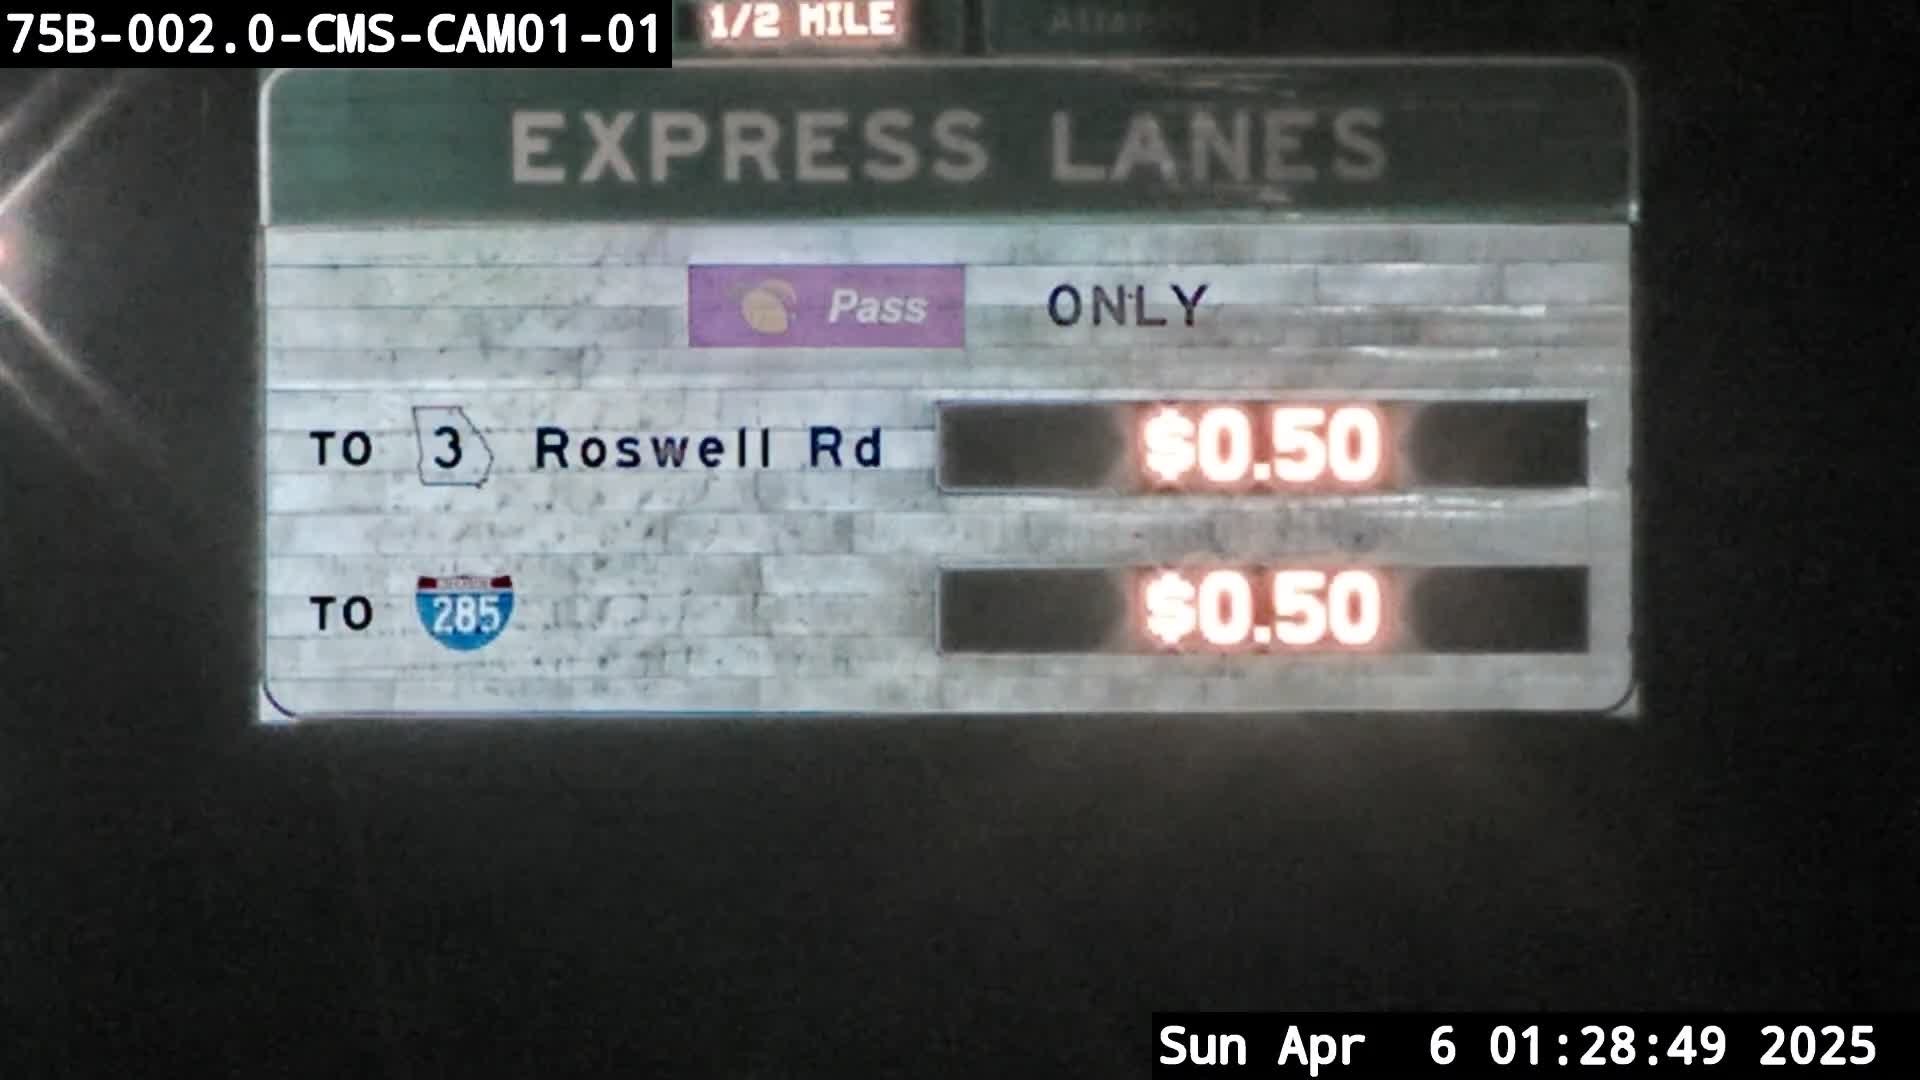 75B-002.0-CMS-CAM01-01
1/2 MILE
EXPRESS LANES
Pass ONLY
TO 3 Roswell Rd $0.50
TO 285 $0.50
Sun Apr 6 01:28:49 2025